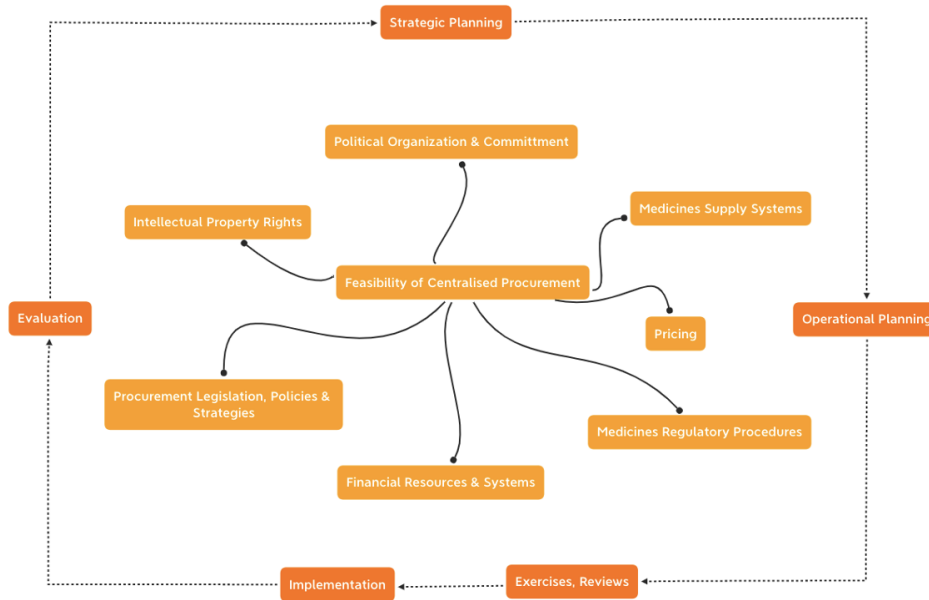 Strategic Planning
Political Organization & Committment
Medicines Supply Systems
Intellectual Property Rights
Feasibility of Centralised Procurement
Evaluation
Operational Planning
Pricing
Procurement Legislation, Policies &
Strategies
Medicines Regulatory Procedures
Financial Resources & Systems
Implementation
Exercises, Reviews